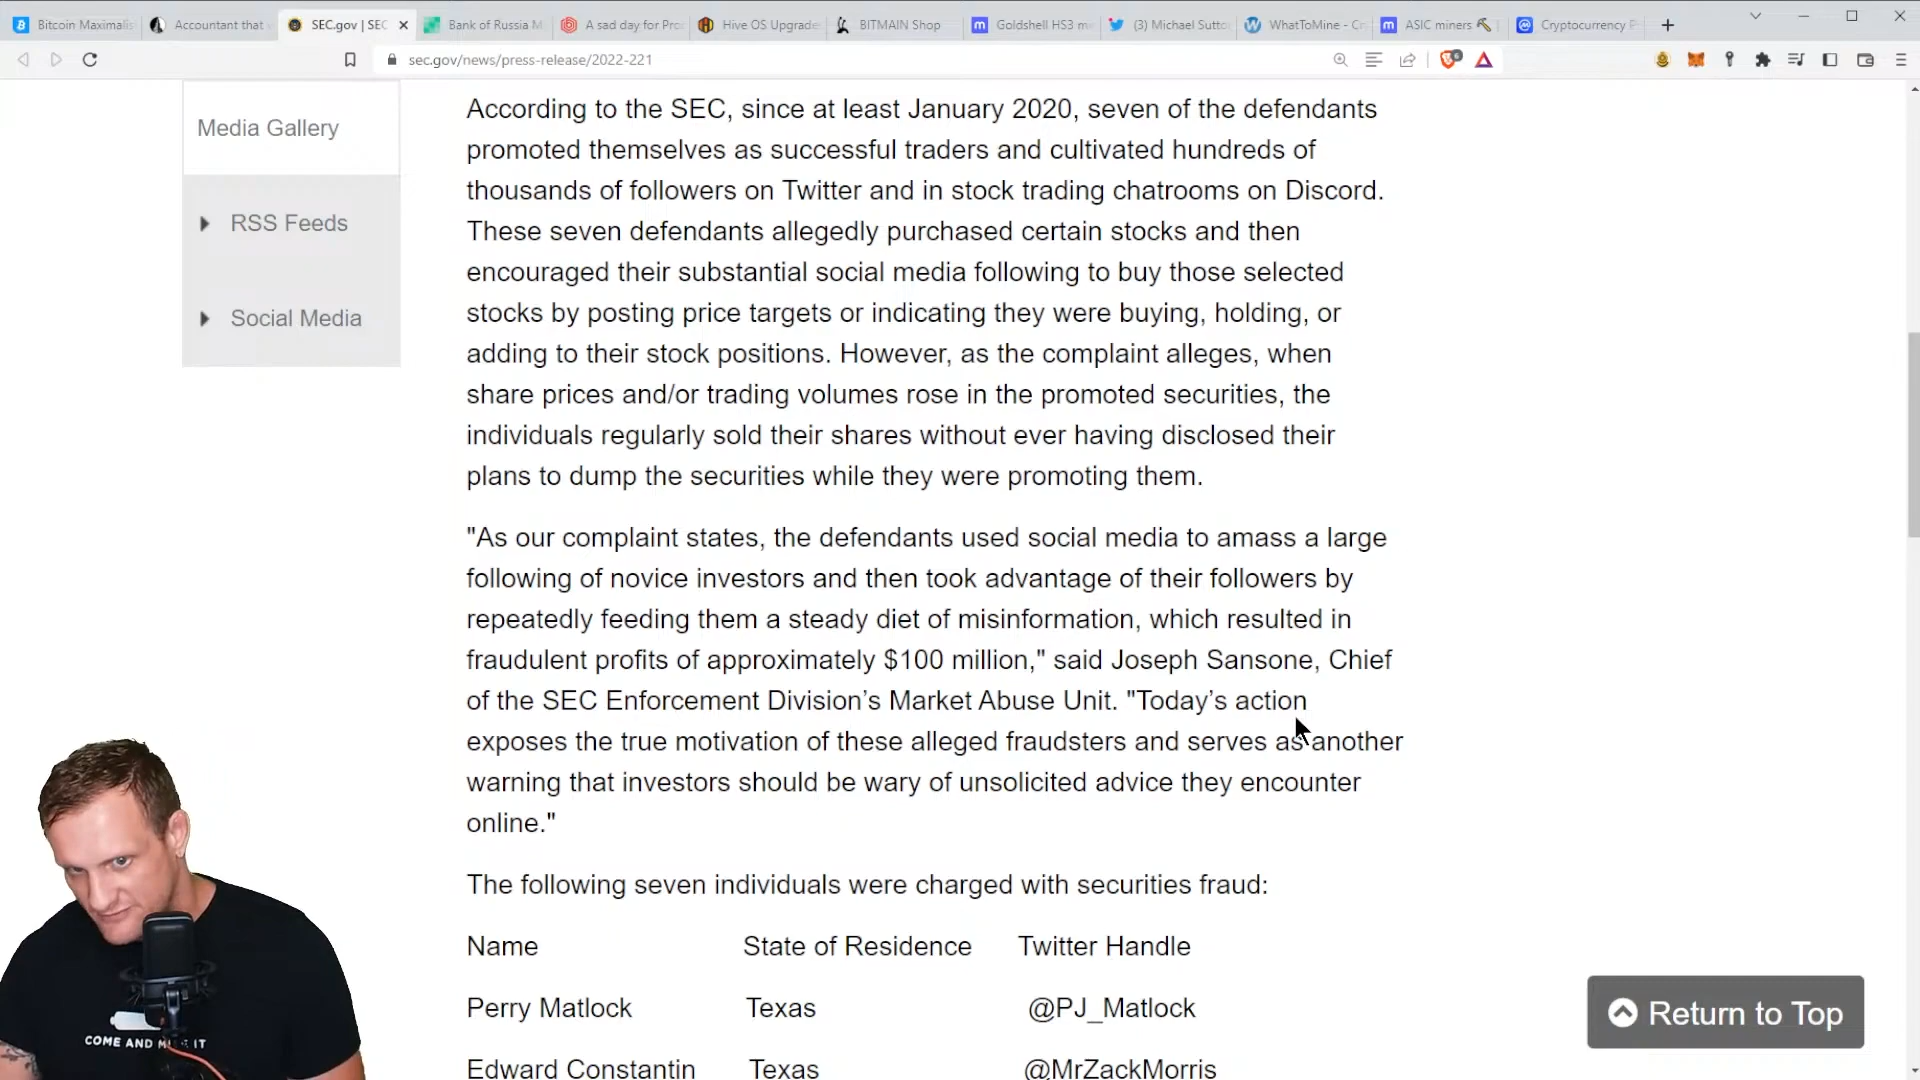 Bitcoin Maximalis
Accountant that
SEC.gov | SEC
Bank of Russia M
A sad day for Pro
Hive OS Upgrade
BITMAIN Shop
Goldshell HS3 m
(3) Michael Sutto
WhatToMine - Cr
ASIC miners
Cryptocurrency P
sec.gov/news/press-release/2022-221
Media Gallery
RSS Feeds
Social Media
According to the SEC, since at least January 2020, seven of the defendants
promoted themselves as successful traders and cultivated hundreds of
thousands of followers on Twitter and in stock trading chatrooms on Discord.
These seven defendants allegedly purchased certain stocks and then
encouraged their substantial social media following to buy those selected
stocks by posting price targets or indicating they were buying, holding, or
adding to their stock positions. However, as the complaint alleges, when
share prices and/or trading volumes rose in the promoted securities, the
individuals regularly sold their shares without ever having disclosed their
plans to dump the securities while they were promoting them.
"As our complaint states, the defendants used social media to amass a large
following of novice investors and then took advantage of their followers by
repeatedly feeding them a steady diet of misinformation, which resulted in
fraudulent profits of approximately $100 million," said Joseph Sansone, Chief
of the SEC Enforcement Division’s Market Abuse Unit. "Today’s action
exposes the true motivation of these alleged fraudsters and serves as another
warning that investors should be wary of unsolicited advice they encounter
online."
The following seven individuals were charged with securities fraud:
Name State of Residence Twitter Handle
Perry Matlock Texas @PJ_Matlock
Edward Constantin Texas @MrZackMorris
Return to Top
COME AND M IT